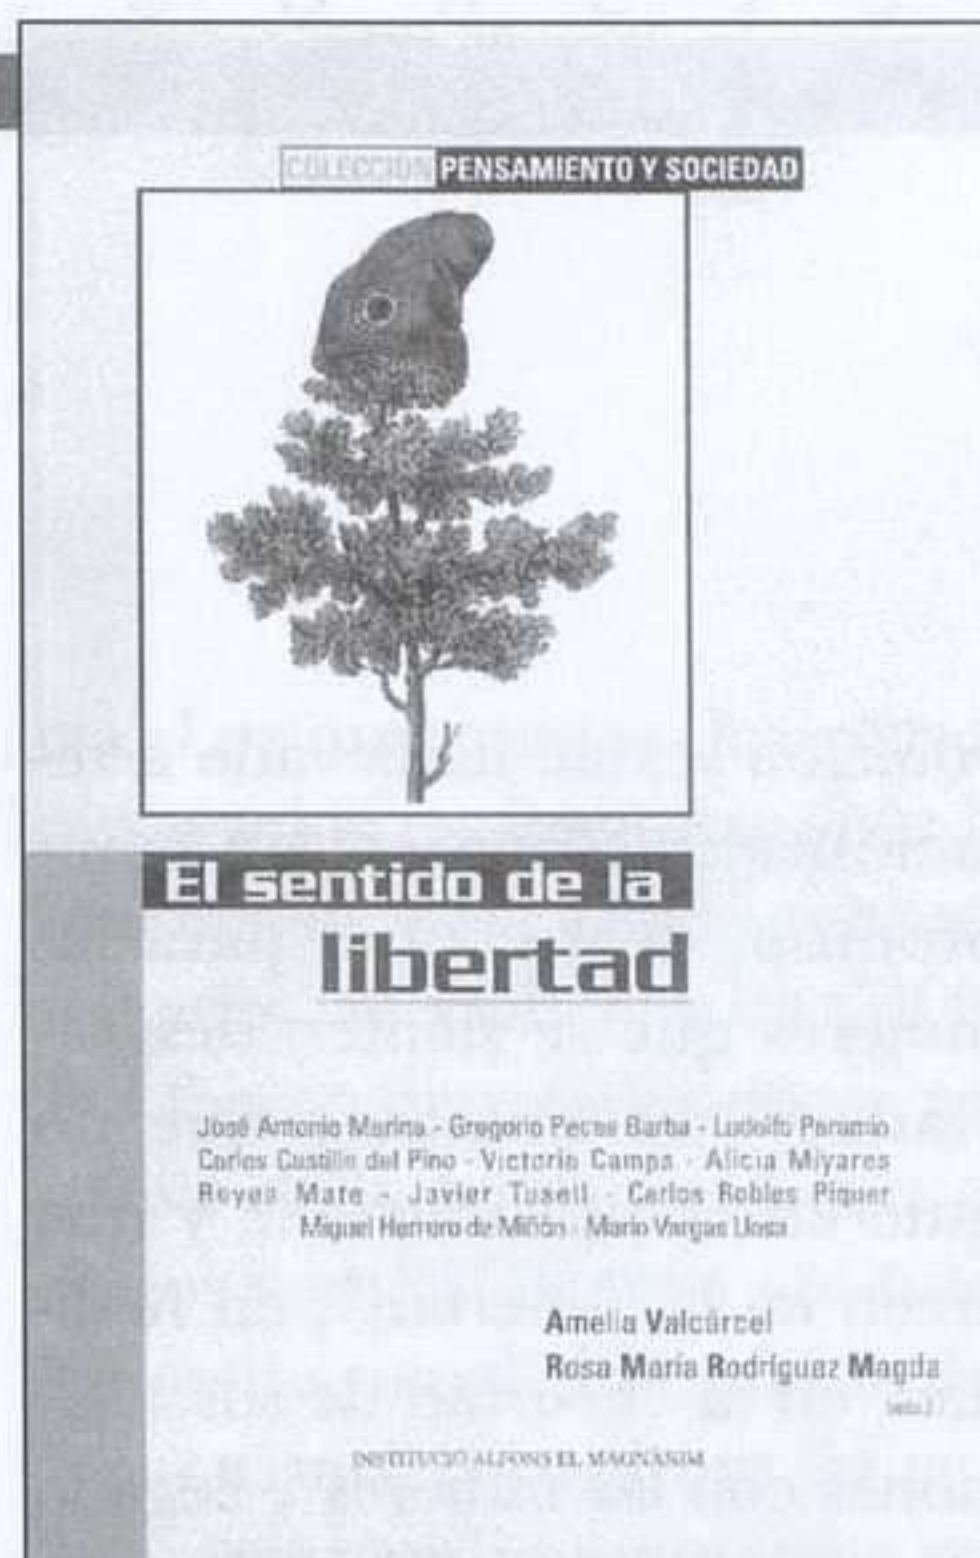 COLECCION PENSAMIENTO Y SOCIEDAD
El sentido de la
libertad
José Antonio Marina - Gregorio Peces Barba - Ludolfo Paramio
Carlos Castilla del Pino - Victoria Camps - Alicia Miyares
Reyes Mate - Javier Tusell - Carlos Robles Piquer
Miguel Herrero de Miñón - Mario Vargas Llosa
Amelia Valcárcel
Rosa María Rodríguez Magda
INSTITUCIÓ ALFONS EL MAGNÀNIM